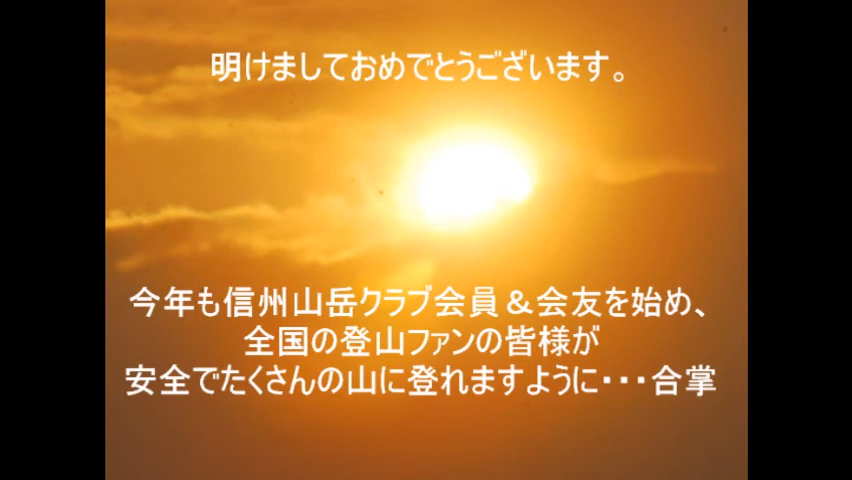 明けましておめでとうございます。
今年も信州山岳クラブ会員＆会友を始め、
全国の登山ファンの皆様が
安全でたくさんの山に登れますように・・・合掌